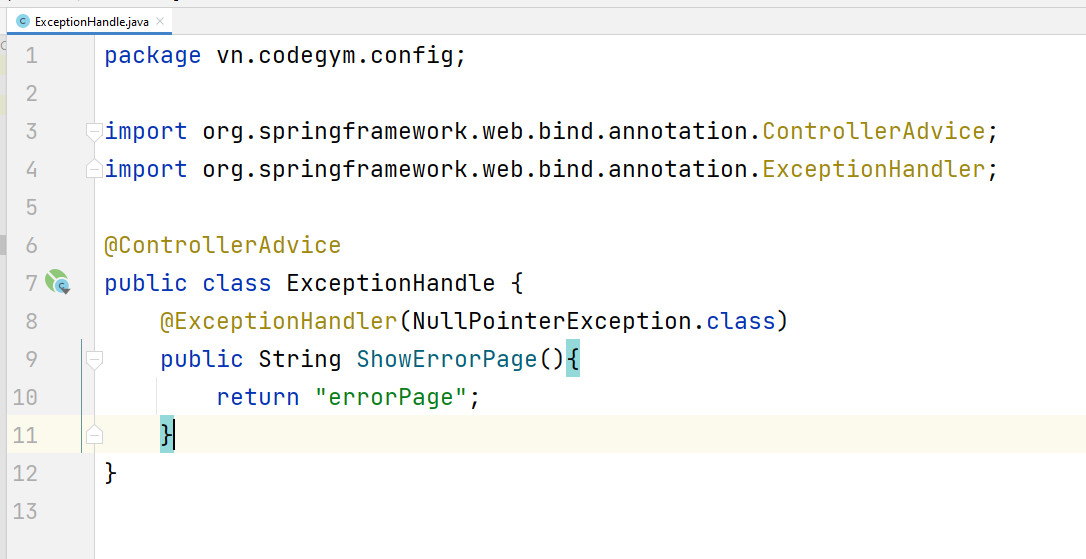 ExceptionHandle.java
1 package vn.codegym.config;
2
3 import org.springframework.web.bind.annotation.ControllerAdvice;
4 import org.springframework.web.bind.annotation.ExceptionHandler;
5
6 @ControllerAdvice
7 public class ExceptionHandle {
8     @ExceptionHandler(NullPointerException.class)
9     public String ShowErrorPage(){
10         return "errorPage";
11     }
12 }
13